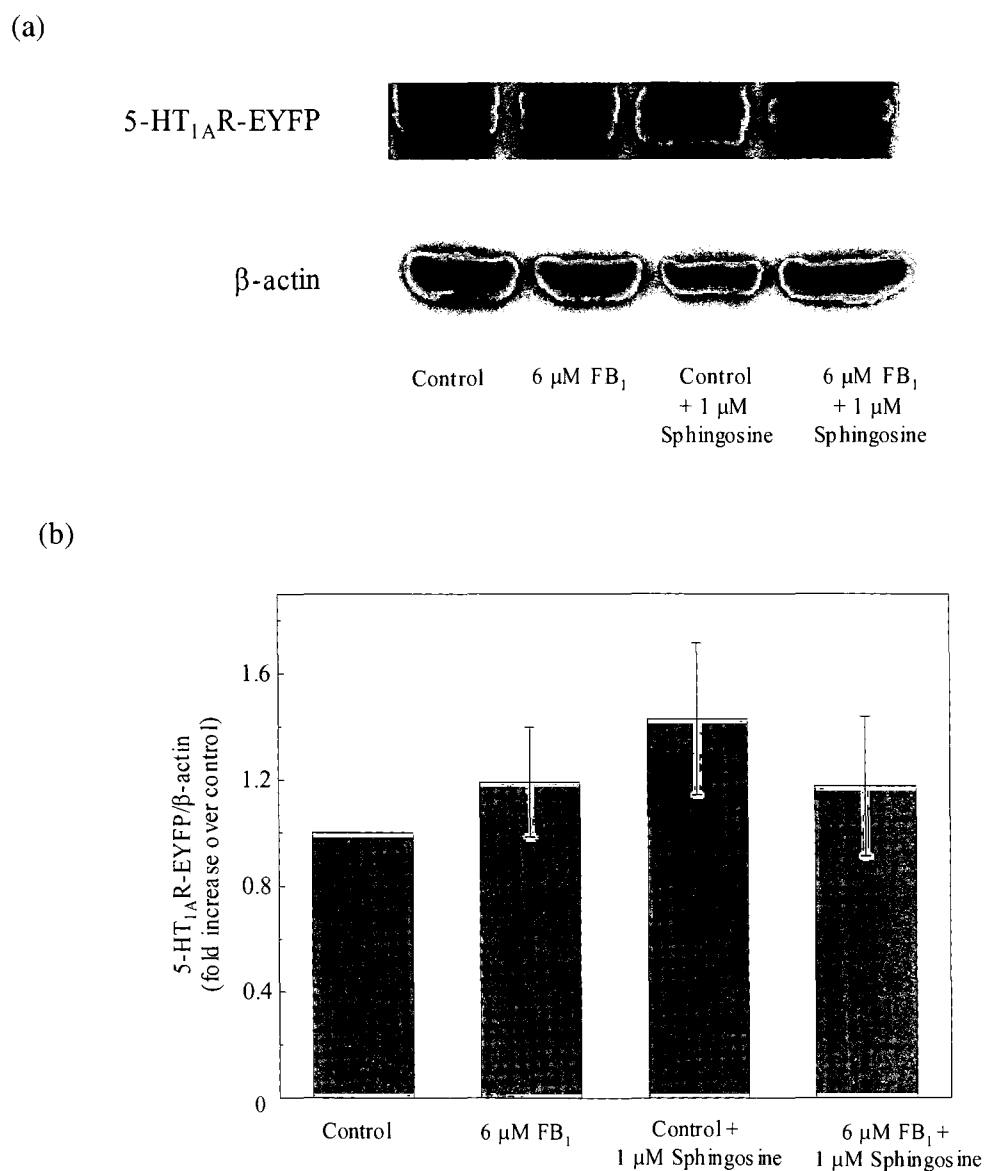 (a)
5-HT₁ₐR-EYFP
β-actin
Control
6 μM FB₁
Control
+ 1 μM
Sphingosine
6 μM FB₁
+ 1 μM
Sphingosine
(b)
5-HT₁ₐR-EYFP/β-actin
(fold increase over control)
1.6
1.2
0.8
0.4
0
Control
6 μM FB₁
Control +
1 μM Sphingosine
6 μM FB₁ +
1 μM Sphingosine